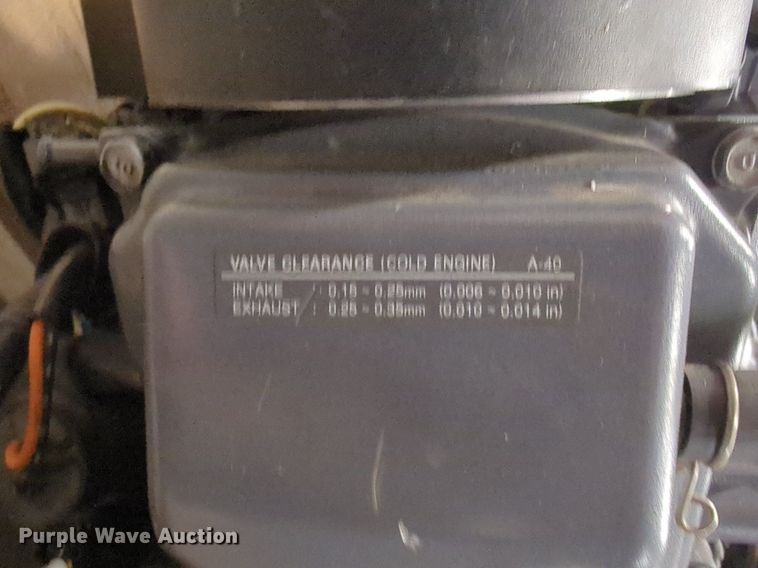 VALVE CLEARANCE (COLD ENGINE) A-40
INTAKE : 0.15 ~ 0.25mm (0.006 ~ 0.010 in)
EXHAUST : 0.25 ~ 0.35mm (0.010 ~ 0.014 in)
Purple Wave Auction